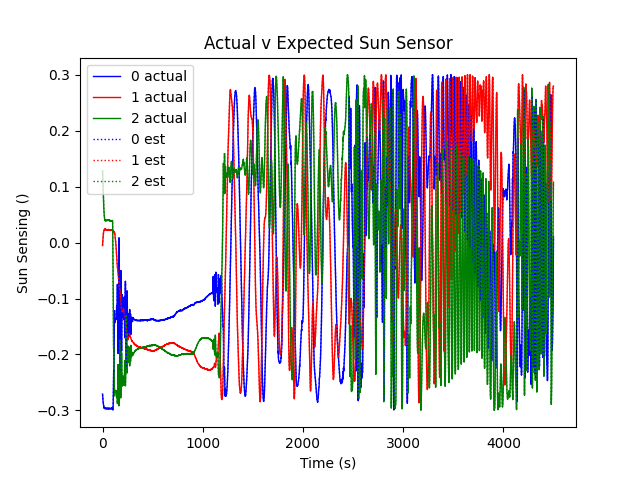 Actual v Expected Sun Sensor
0 actual
1 actual
2 actual
0 est
1 est
2 est
0.3
0.2
0.1
0.0
−0.1
−0.2
−0.3
Sun Sensing ()
0 1000 2000 3000 4000
Time (s)